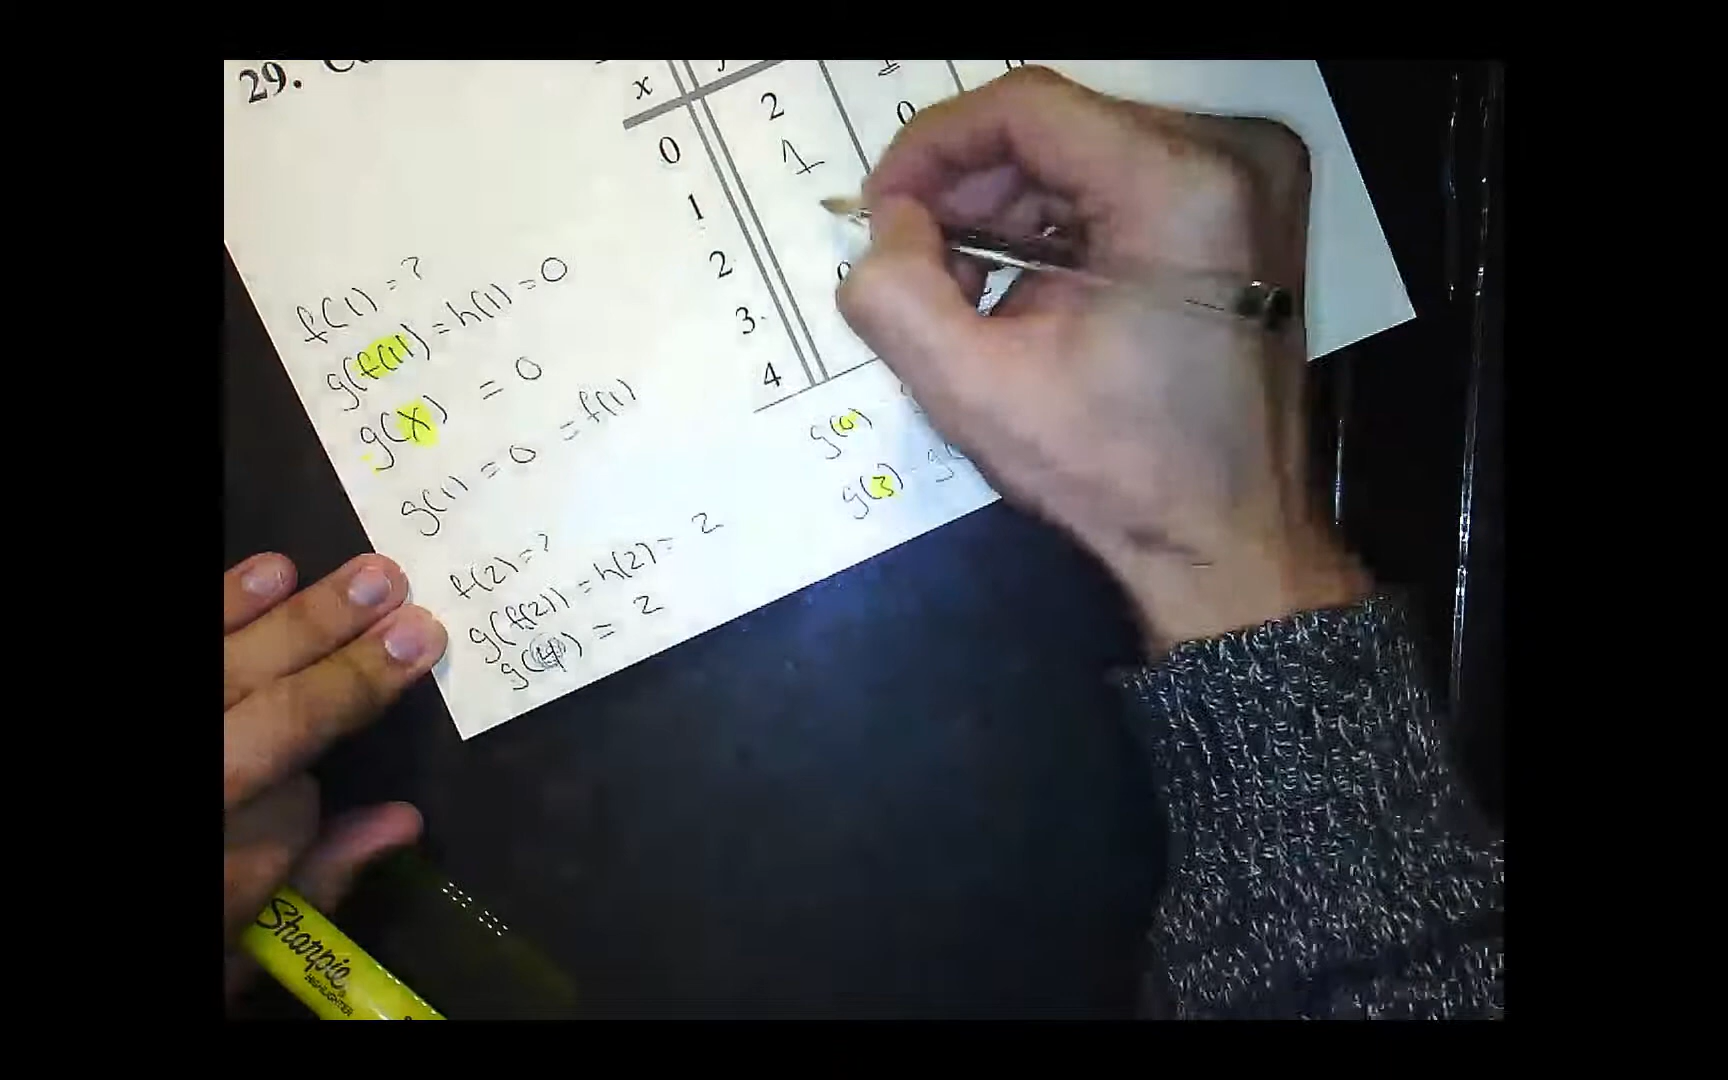 29.
x
0 2 0
1 1
2
3
4
f(1) = ?
g(f(1)) = h(1) = 0
g(x) = 0
g(1) = 0 = f(1)
g(0)
g(3) = g(
f(2) = ?
g(f(2)) = h(2) = 2
g(4) = 2
Sharpie
HIGHLIGHTER